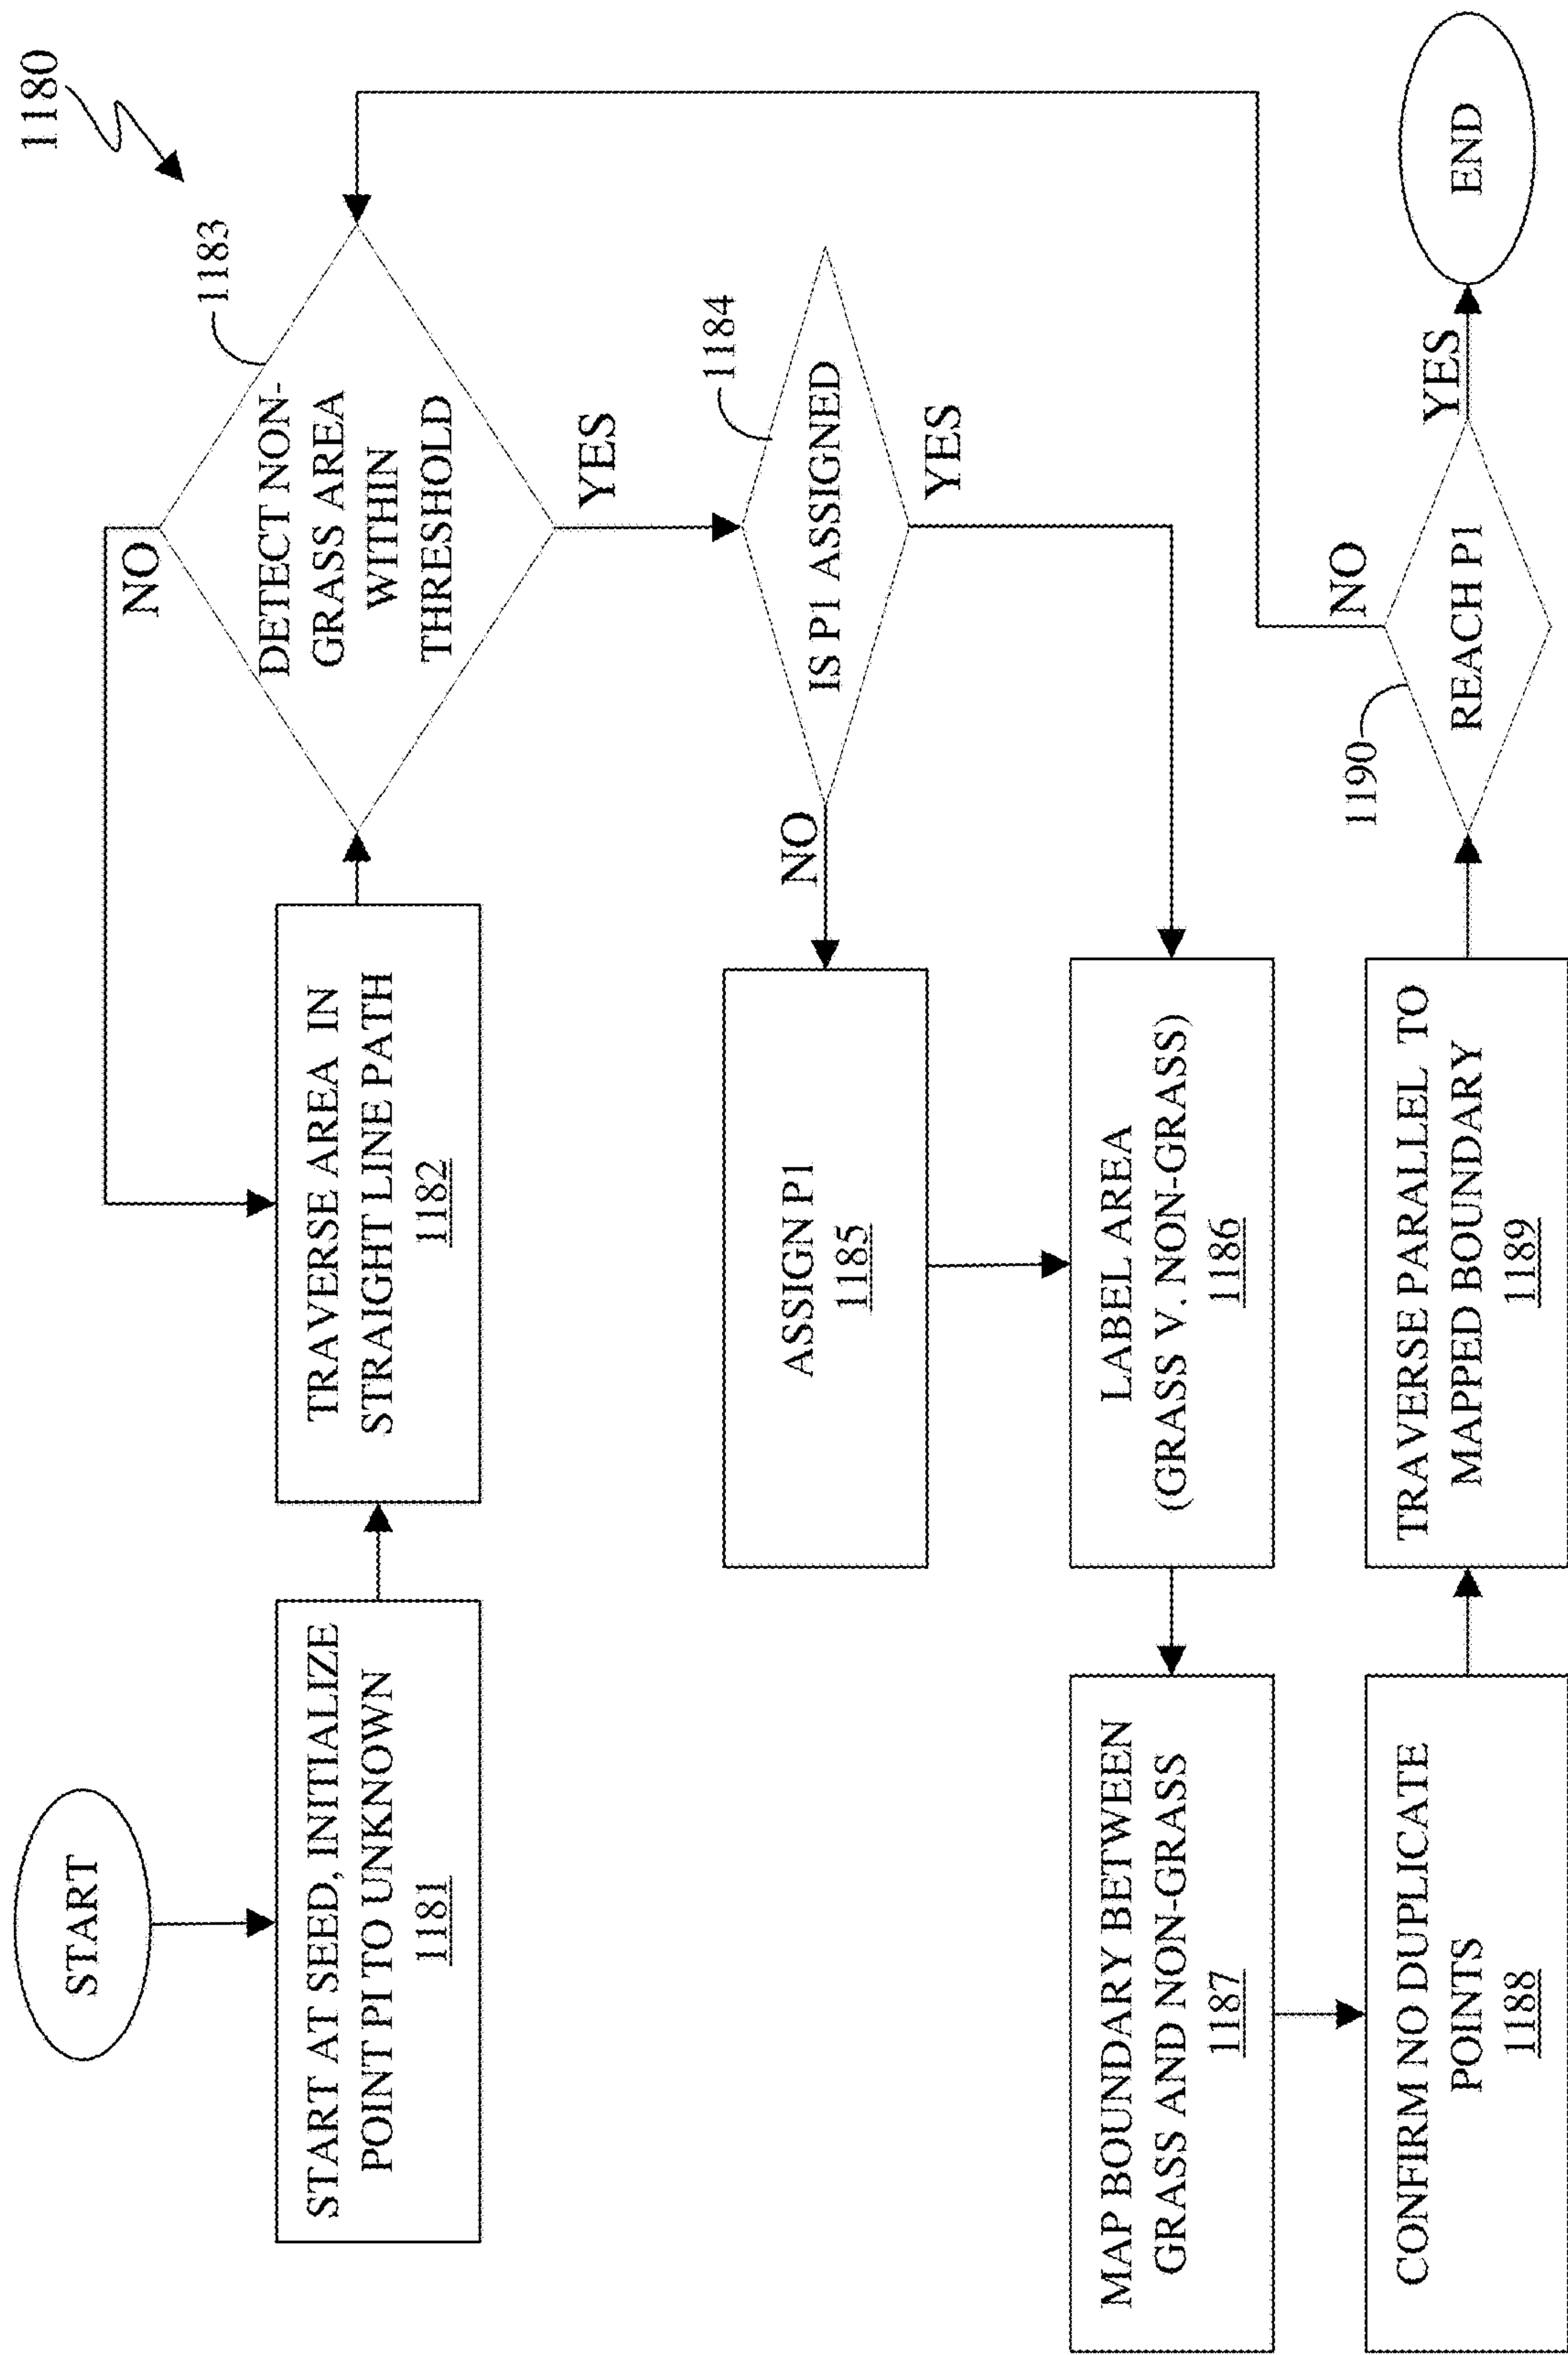 1180
START
START AT SEED, INITIALIZE
POINT PI TO UNKNOWN
1181
TRAVERSE AREA IN
STRAIGHT LINE PATH
1182
NO
DETECT NON-
GRASS AREA
WITHIN
THRESHOLD
1183
YES
IS P1 ASSIGNED
1184
NO
YES
ASSIGN P1
1185
LABEL AREA
(GRASS V. NON-GRASS)
1186
MAP BOUNDARY BETWEEN
GRASS AND NON-GRASS
1187
CONFIRM NO DUPLICATE
POINTS
1188
TRAVERSE PARALLEL TO
MAPPED BOUNDARY
1189
REACH P1
1190
NO
YES
END